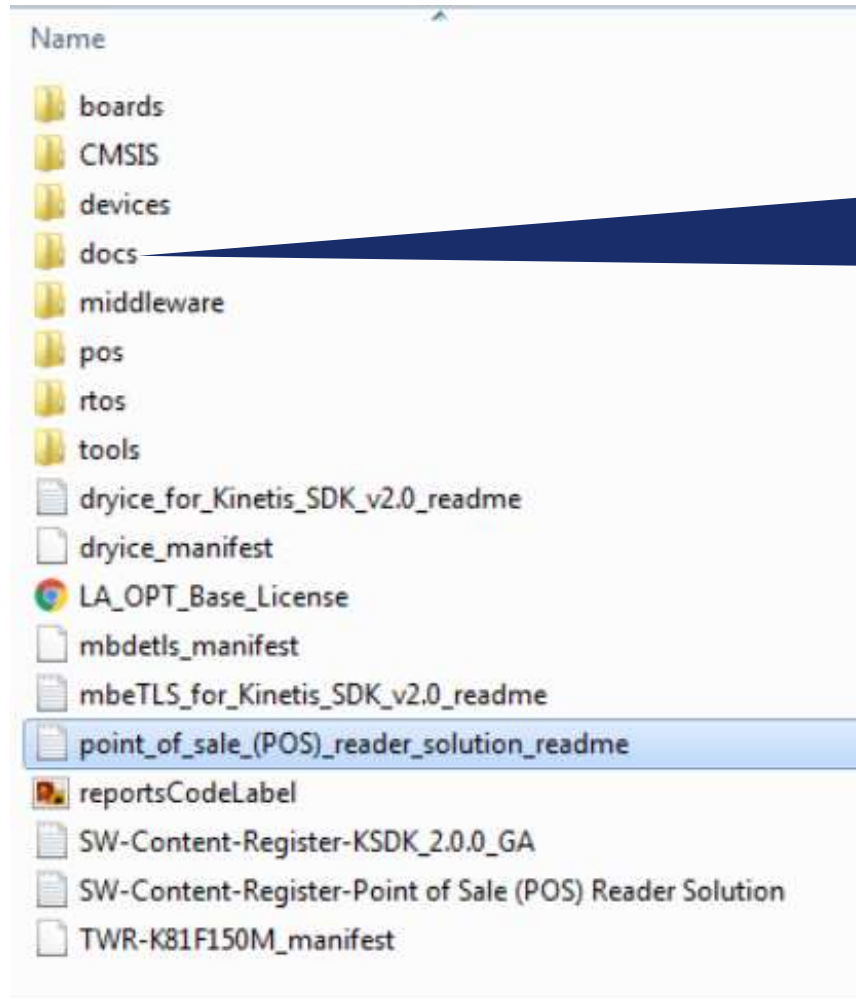 Name
boards
CMSIS
devices
docs
middleware
pos
rtos
tools
dryice_for_Kinetis_SDK_v2.0_readme
dryice_manifest
LA_OPT_Base_License
mbdetls_manifest
mbeTLS_for_Kinetis_SDK_v2.0_readme
point_of_sale_(POS)_reader_solution_readme
reportsCodeLabel
SW-Content-Register-KSDK_2.0.0_GA
SW-Content-Register-Point of Sale (POS) Reader Solution
TWR-K81F150M_manifest